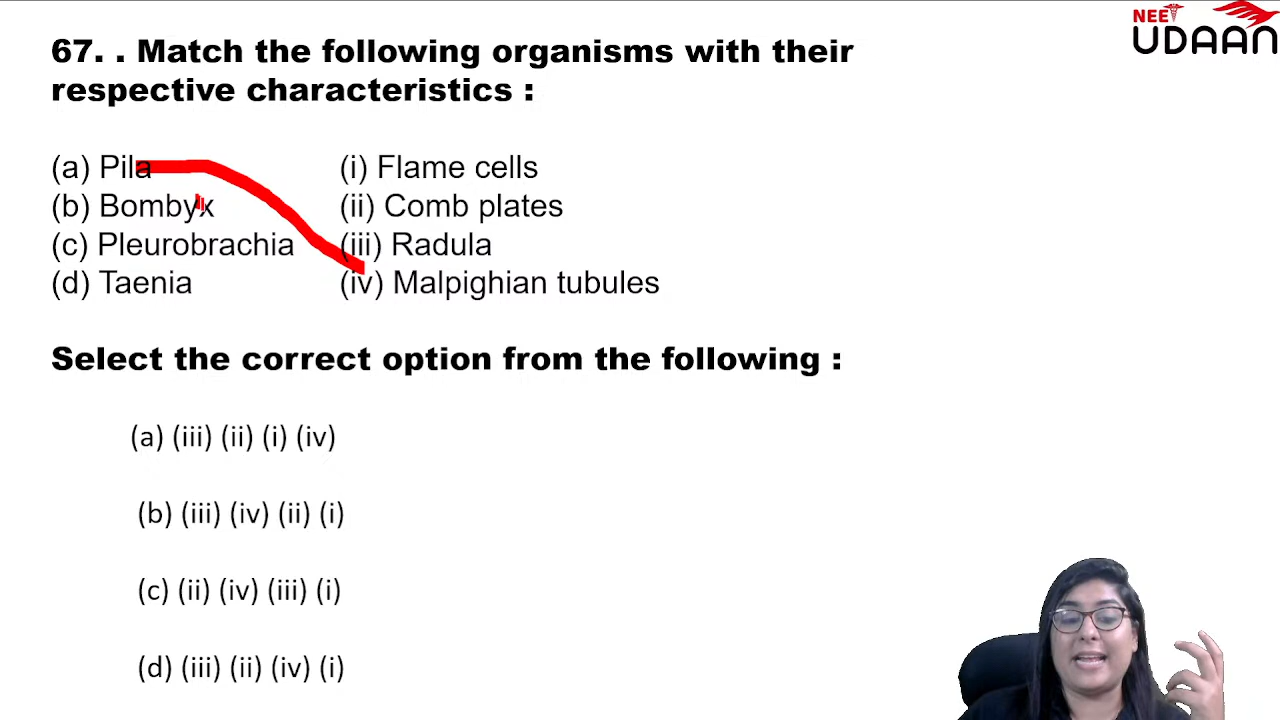 NEET
UDAAN
67. . Match the following organisms with their
respective characteristics :
(a) Pila (i) Flame cells
(b) Bombyx (ii) Comb plates
(c) Pleurobrachia (iii) Radula
(d) Taenia (iv) Malpighian tubules
Select the correct option from the following :
(a) (iii) (ii) (i) (iv)
(b) (iii) (iv) (ii) (i)
(c) (ii) (iv) (iii) (i)
(d) (iii) (ii) (iv) (i)